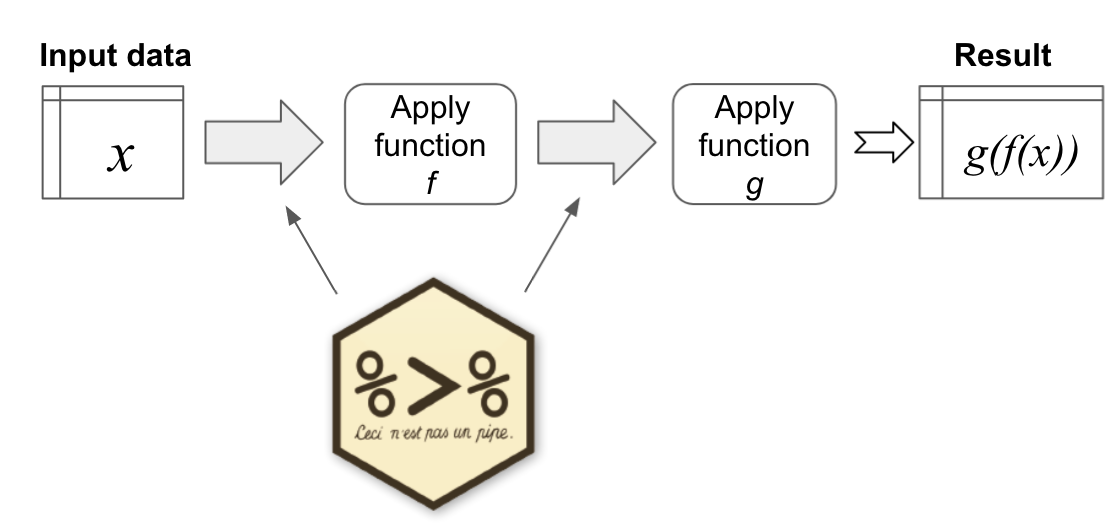 Input data
Result
x
Apply
function
f
Apply
function
g
g(f(x))
%>%
Ceci n'est pas un pipe.